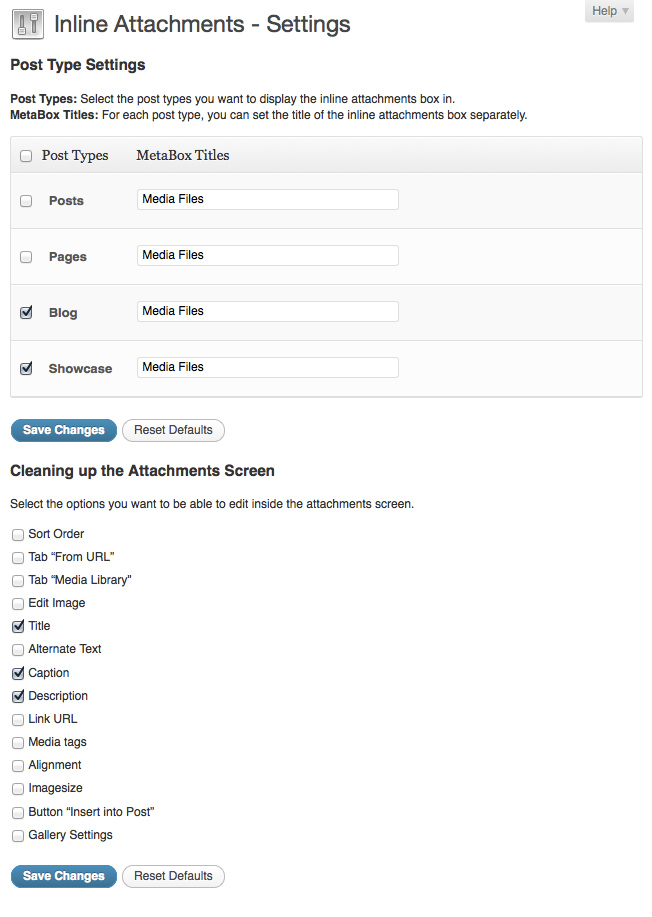 Inline Attachments - Settings
Help
Post Type Settings
Post Types: Select the post types you want to display the inline attachments box in.
MetaBox Titles: For each post type, you can set the title of the inline attachments box separately.
Post Types MetaBox Titles
Posts Media Files
Pages Media Files
Blog Media Files
Showcase Media Files
Save Changes Reset Defaults
Cleaning up the Attachments Screen
Select the options you want to be able to edit inside the attachments screen.
Sort Order
Tab “From URL”
Tab “Media Library”
Edit Image
Title
Alternate Text
Caption
Description
Link URL
Media tags
Alignment
Imagesize
Button “Insert into Post”
Gallery Settings
Save Changes Reset Defaults